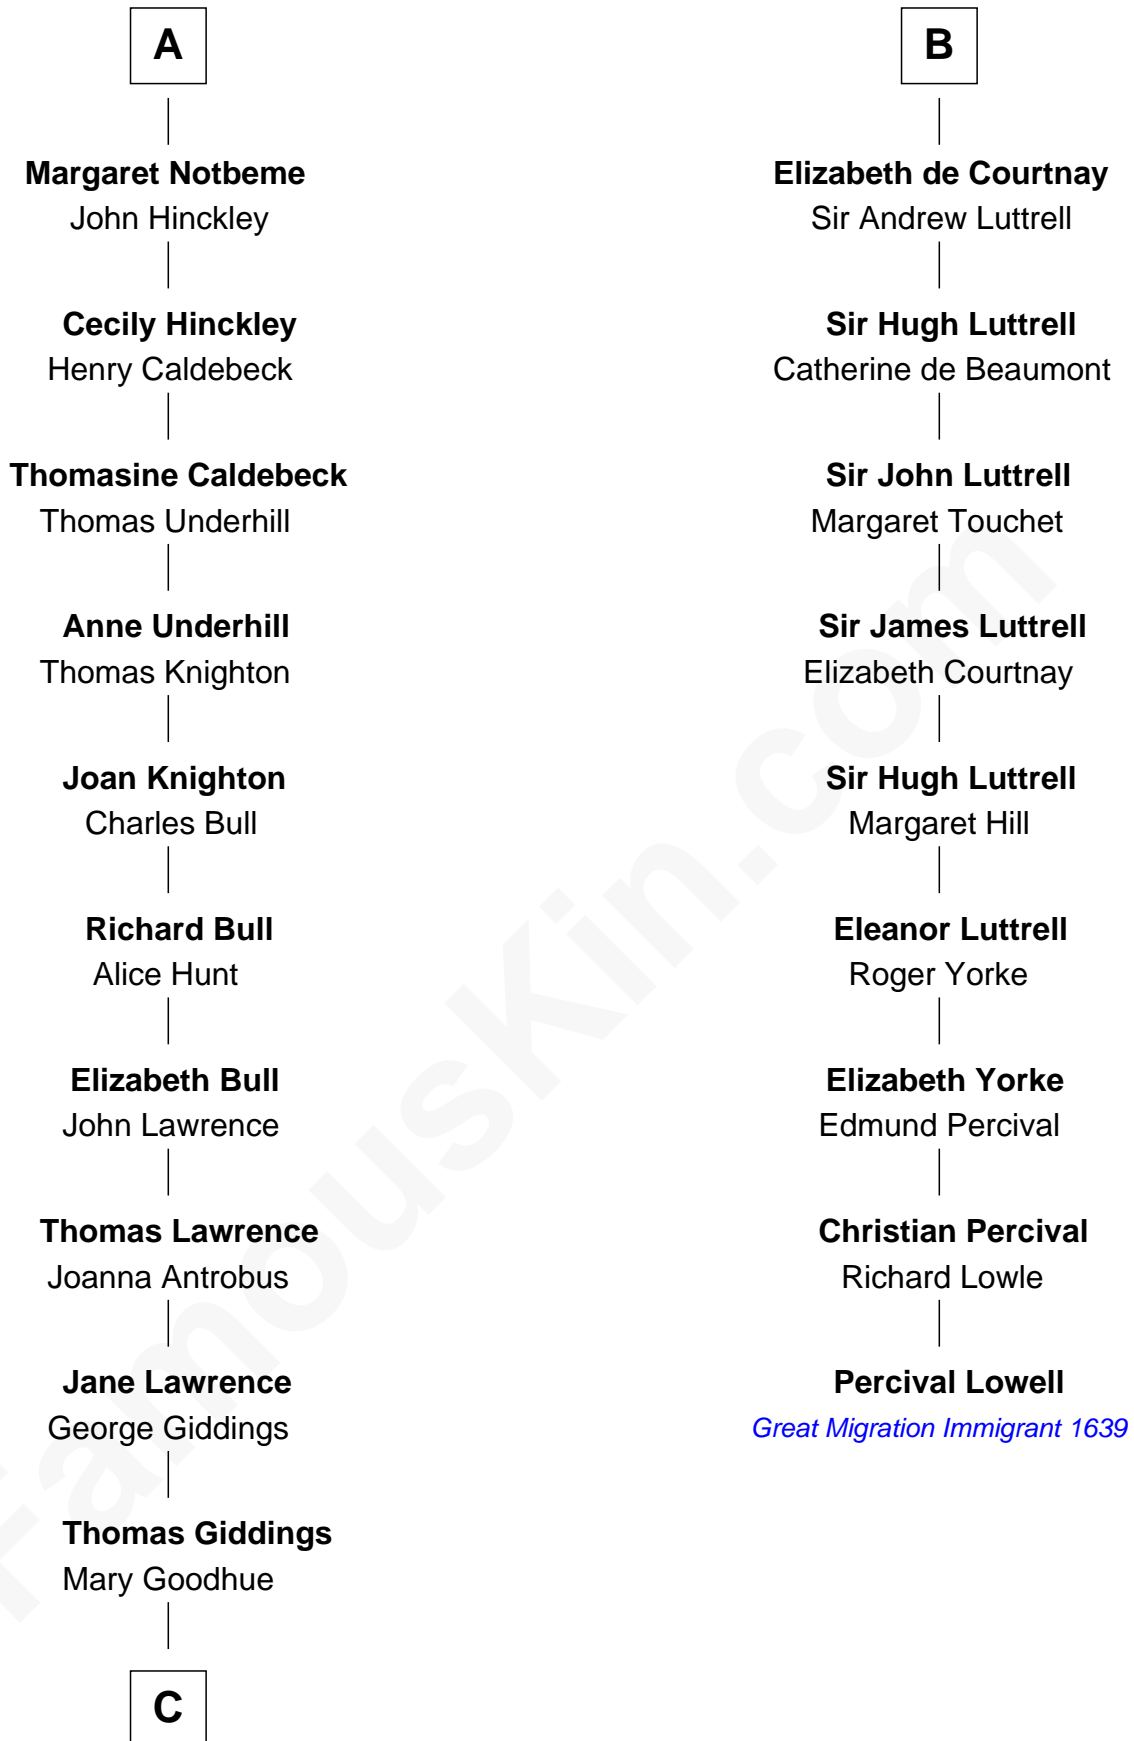 A
Margaret Notbeme
John Hinckley
Cecily Hinckley
Henry Caldebeck
Thomasine Caldebeck
Thomas Underhill
Anne Underhill
Thomas Knighton
Joan Knighton
Charles Bull
Richard Bull
Alice Hunt
Elizabeth Bull
John Lawrence
Thomas Lawrence
Joanna Antrobus
Jane Lawrence
George Giddings
Thomas Giddings
Mary Goodhue
C
B
Elizabeth de Courtnay
Sir Andrew Luttrell
Sir Hugh Luttrell
Catherine de Beaumont
Sir John Luttrell
Margaret Touchet
Sir James Luttrell
Elizabeth Courtnay
Sir Hugh Luttrell
Margaret Hill
Eleanor Luttrell
Roger Yorke
Elizabeth Yorke
Edmund Percival
Christian Percival
Richard Lowle
Percival Lowell
Great Migration Immigrant 1639
FamousKin.com